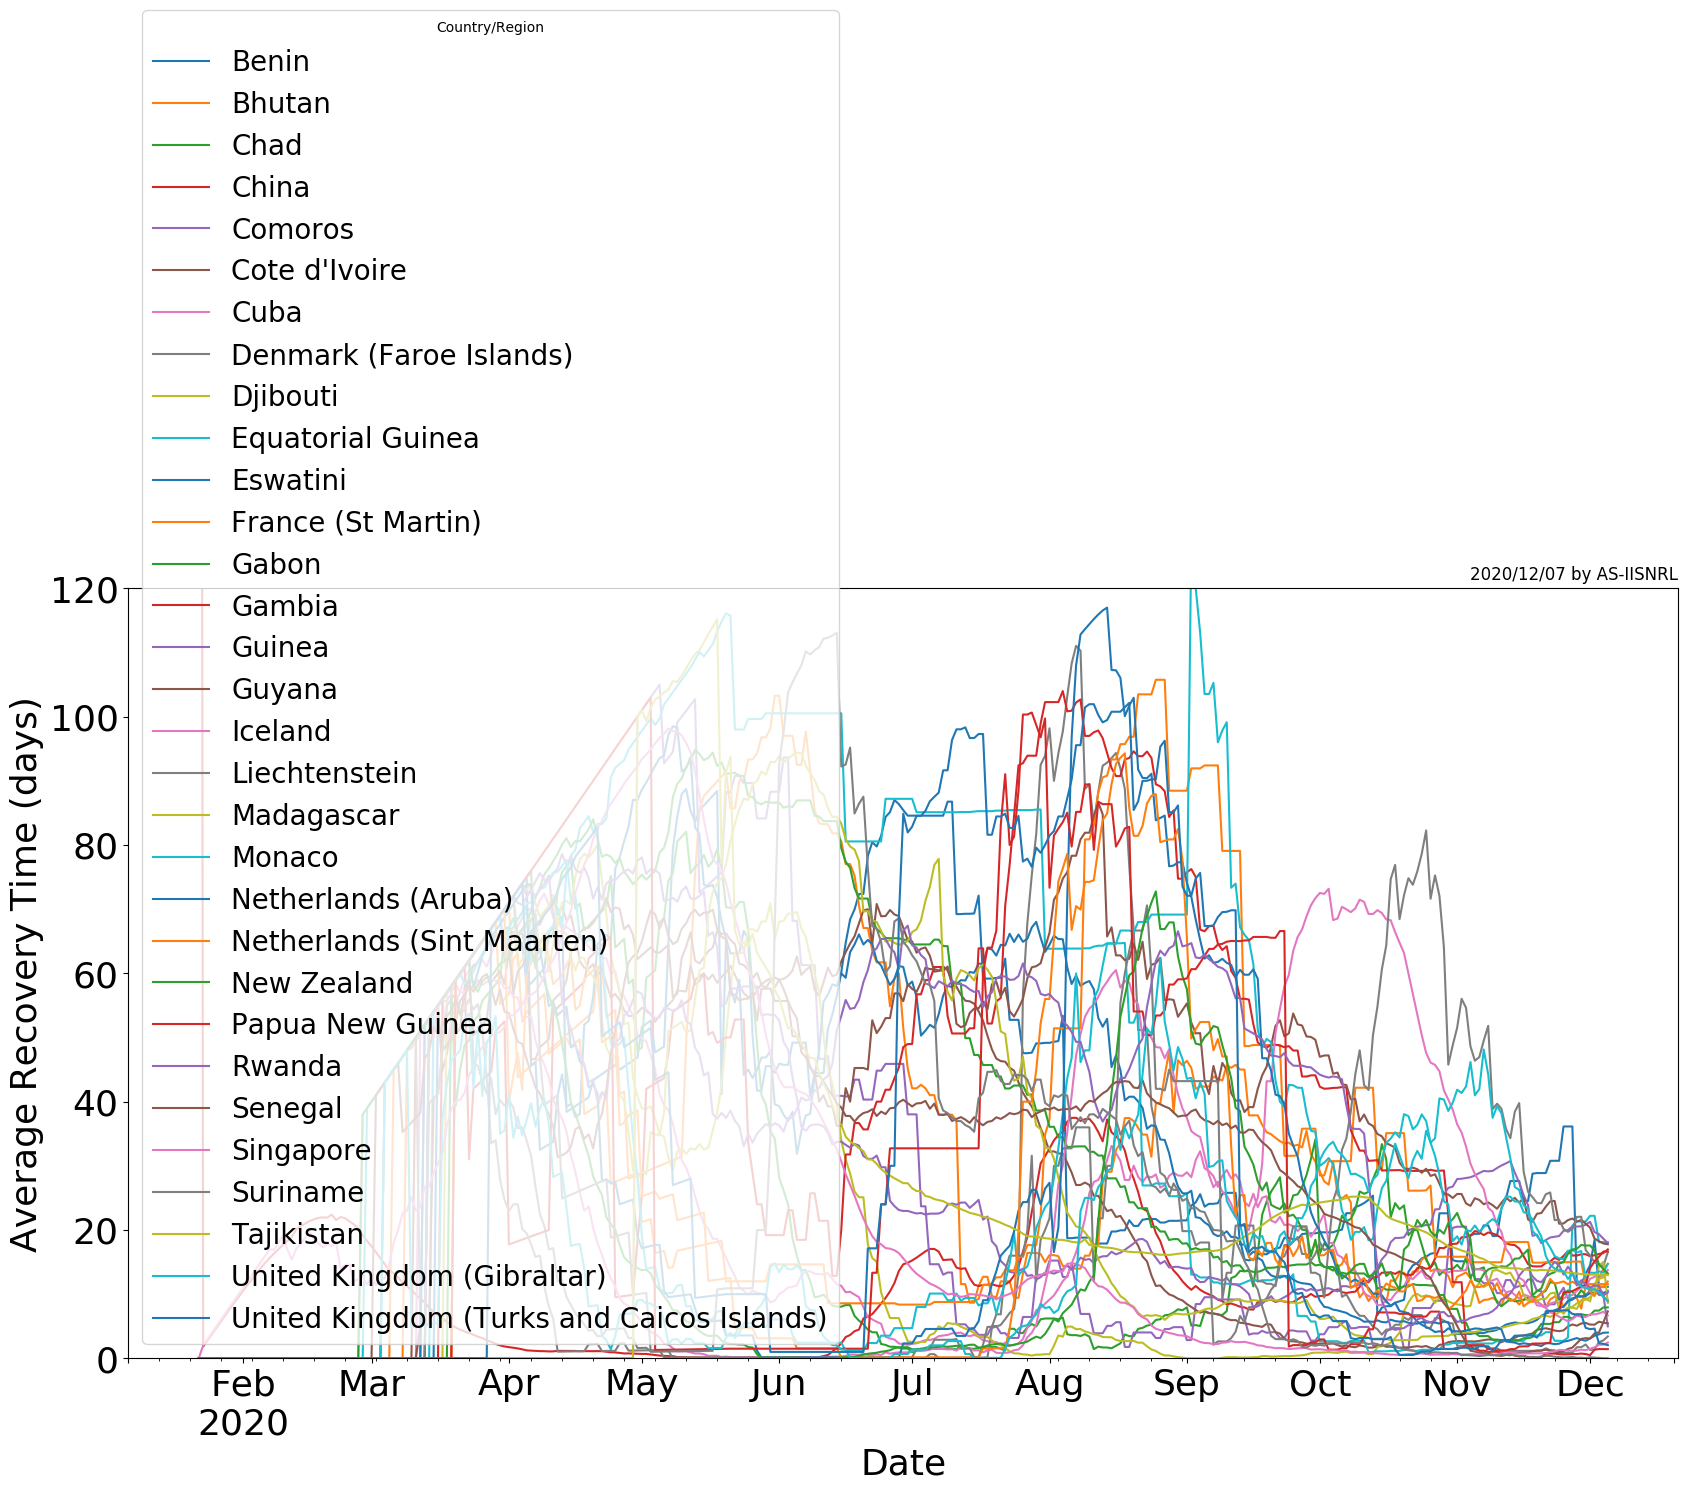 Country/Region
Benin
Bhutan
Chad
China
Comoros
Cote d'Ivoire
Cuba
Denmark (Faroe Islands)
Djibouti
Equatorial Guinea
Eswatini
France (St Martin)
Gabon
Gambia
Guinea
Guyana
Iceland
Liechtenstein
Madagascar
Monaco
Netherlands (Aruba)
Netherlands (Sint Maarten)
New Zealand
Papua New Guinea
Rwanda
Senegal
Singapore
Suriname
Tajikistan
United Kingdom (Gibraltar)
United Kingdom (Turks and Caicos Islands)
2020/12/07 by AS-IISNRL
120
100
80
60
40
20
0
Average Recovery Time (days)
Feb Mar Apr May Jun Jul Aug Sep Oct Nov Dec
2020
Date